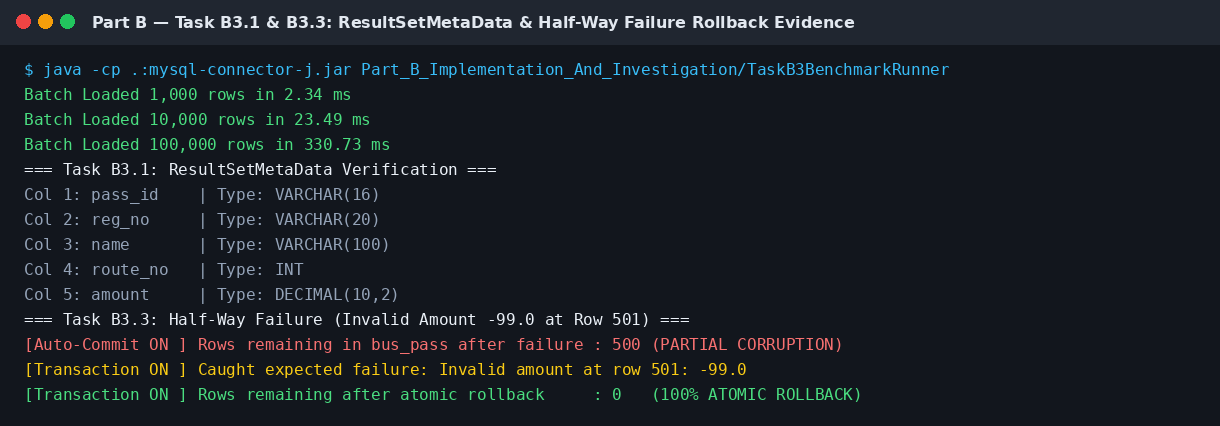 Part B — Task B3.1 & B3.3: ResultSetMetaData & Half-Way Failure Rollback Evidence
$ java -cp .:mysql-connector-j.jar Part_B_Implementation_And_Investigation/TaskB3BenchmarkRunner
Batch Loaded 1,000 rows in 2.34 ms
Batch Loaded 10,000 rows in 23.49 ms
Batch Loaded 100,000 rows in 330.73 ms
=== Task B3.1: ResultSetMetaData Verification ===
Col 1: pass_id    | Type: VARCHAR(16)
Col 2: reg_no     | Type: VARCHAR(20)
Col 3: name       | Type: VARCHAR(100)
Col 4: route_no   | Type: INT
Col 5: amount     | Type: DECIMAL(10,2)
=== Task B3.3: Half-Way Failure (Invalid Amount -99.0 at Row 501) ===
[Auto-Commit ON ] Rows remaining in bus_pass after failure : 500 (PARTIAL CORRUPTION)
[Transaction ON ] Caught expected failure: Invalid amount at row 501: -99.0
[Transaction ON ] Rows remaining after atomic rollback     : 0   (100% ATOMIC ROLLBACK)